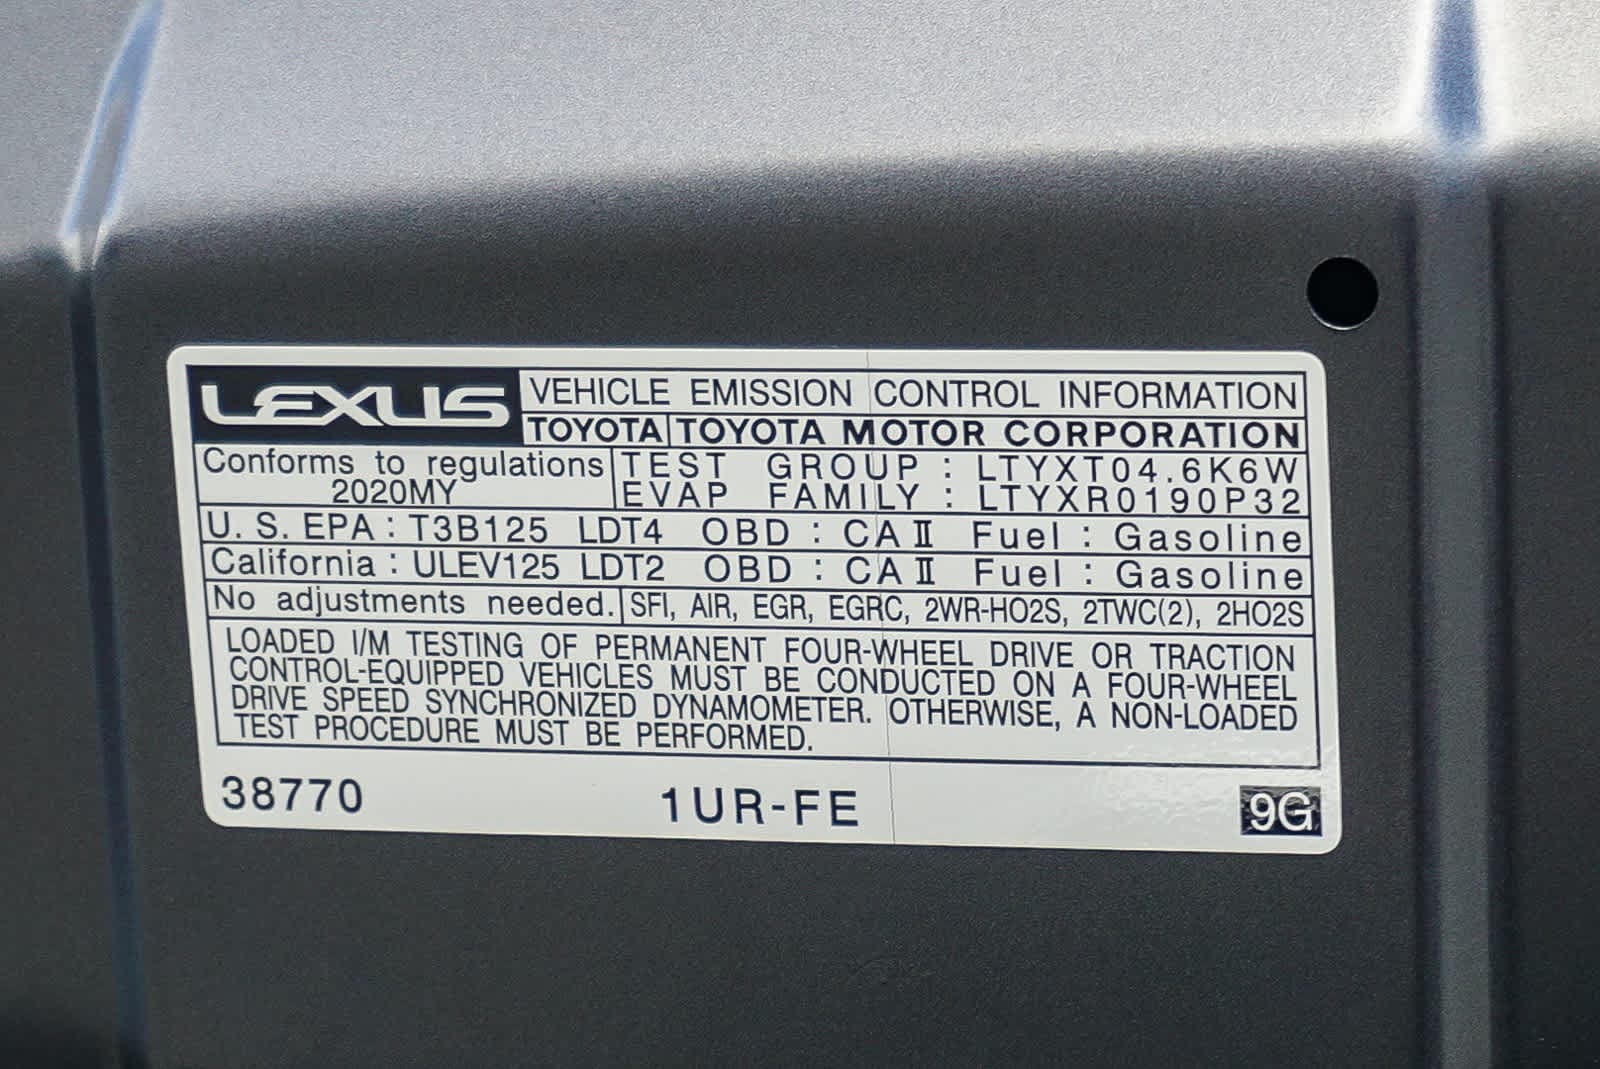 LEXUS VEHICLE EMISSION CONTROL INFORMATION
TOYOTA TOYOTA MOTOR CORPORATION
Conforms to regulations
2020MY
TEST GROUP : LTYXT04.6K6W
EVAP FAMILY : LTYXR0190P32
U. S. EPA : T3B125 LDT4 OBD : CAⅡ Fuel : Gasoline
California : ULEV125 LDT2 OBD : CAⅡ Fuel : Gasoline
No adjustments needed. SFI, AIR, EGR, EGRC, 2WR-HO2S, 2TWC(2), 2HO2S
LOADED I/M TESTING OF PERMANENT FOUR-WHEEL DRIVE OR TRACTION
CONTROL-EQUIPPED VEHICLES MUST BE CONDUCTED ON A FOUR-WHEEL
DRIVE SPEED SYNCHRONIZED DYNAMOMETER. OTHERWISE, A NON-LOADED
TEST PROCEDURE MUST BE PERFORMED.
38770 1UR-FE 9G